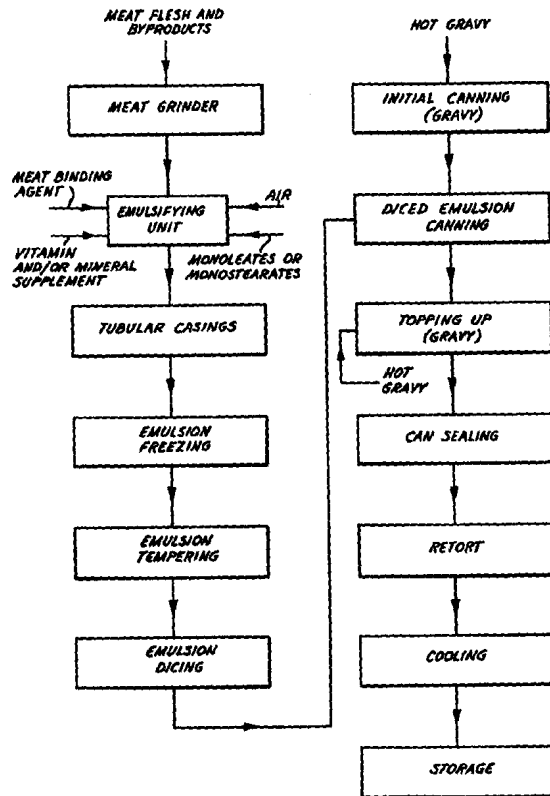 MEAT FLESH AND
BYPRODUCTS
MEAT GRINDER
MEAT BINDING
AGENT
AIR
EMULSIFYING
UNIT
VITAMIN
AND/OR MINERAL
SUPPLEMENT
MONOLEATES OR
MONOSTEARATES
TUBULAR CASINGS
EMULSION
FREEZING
EMULSION
TEMPERING
EMULSION
DICING
HOT GRAVY
INITIAL CANNING
(GRAVY)
DICED EMULSION
CANNING
TOPPING UP
(GRAVY)
HOT
GRAVY
CAN SEALING
RETORT
COOLING
STORAGE